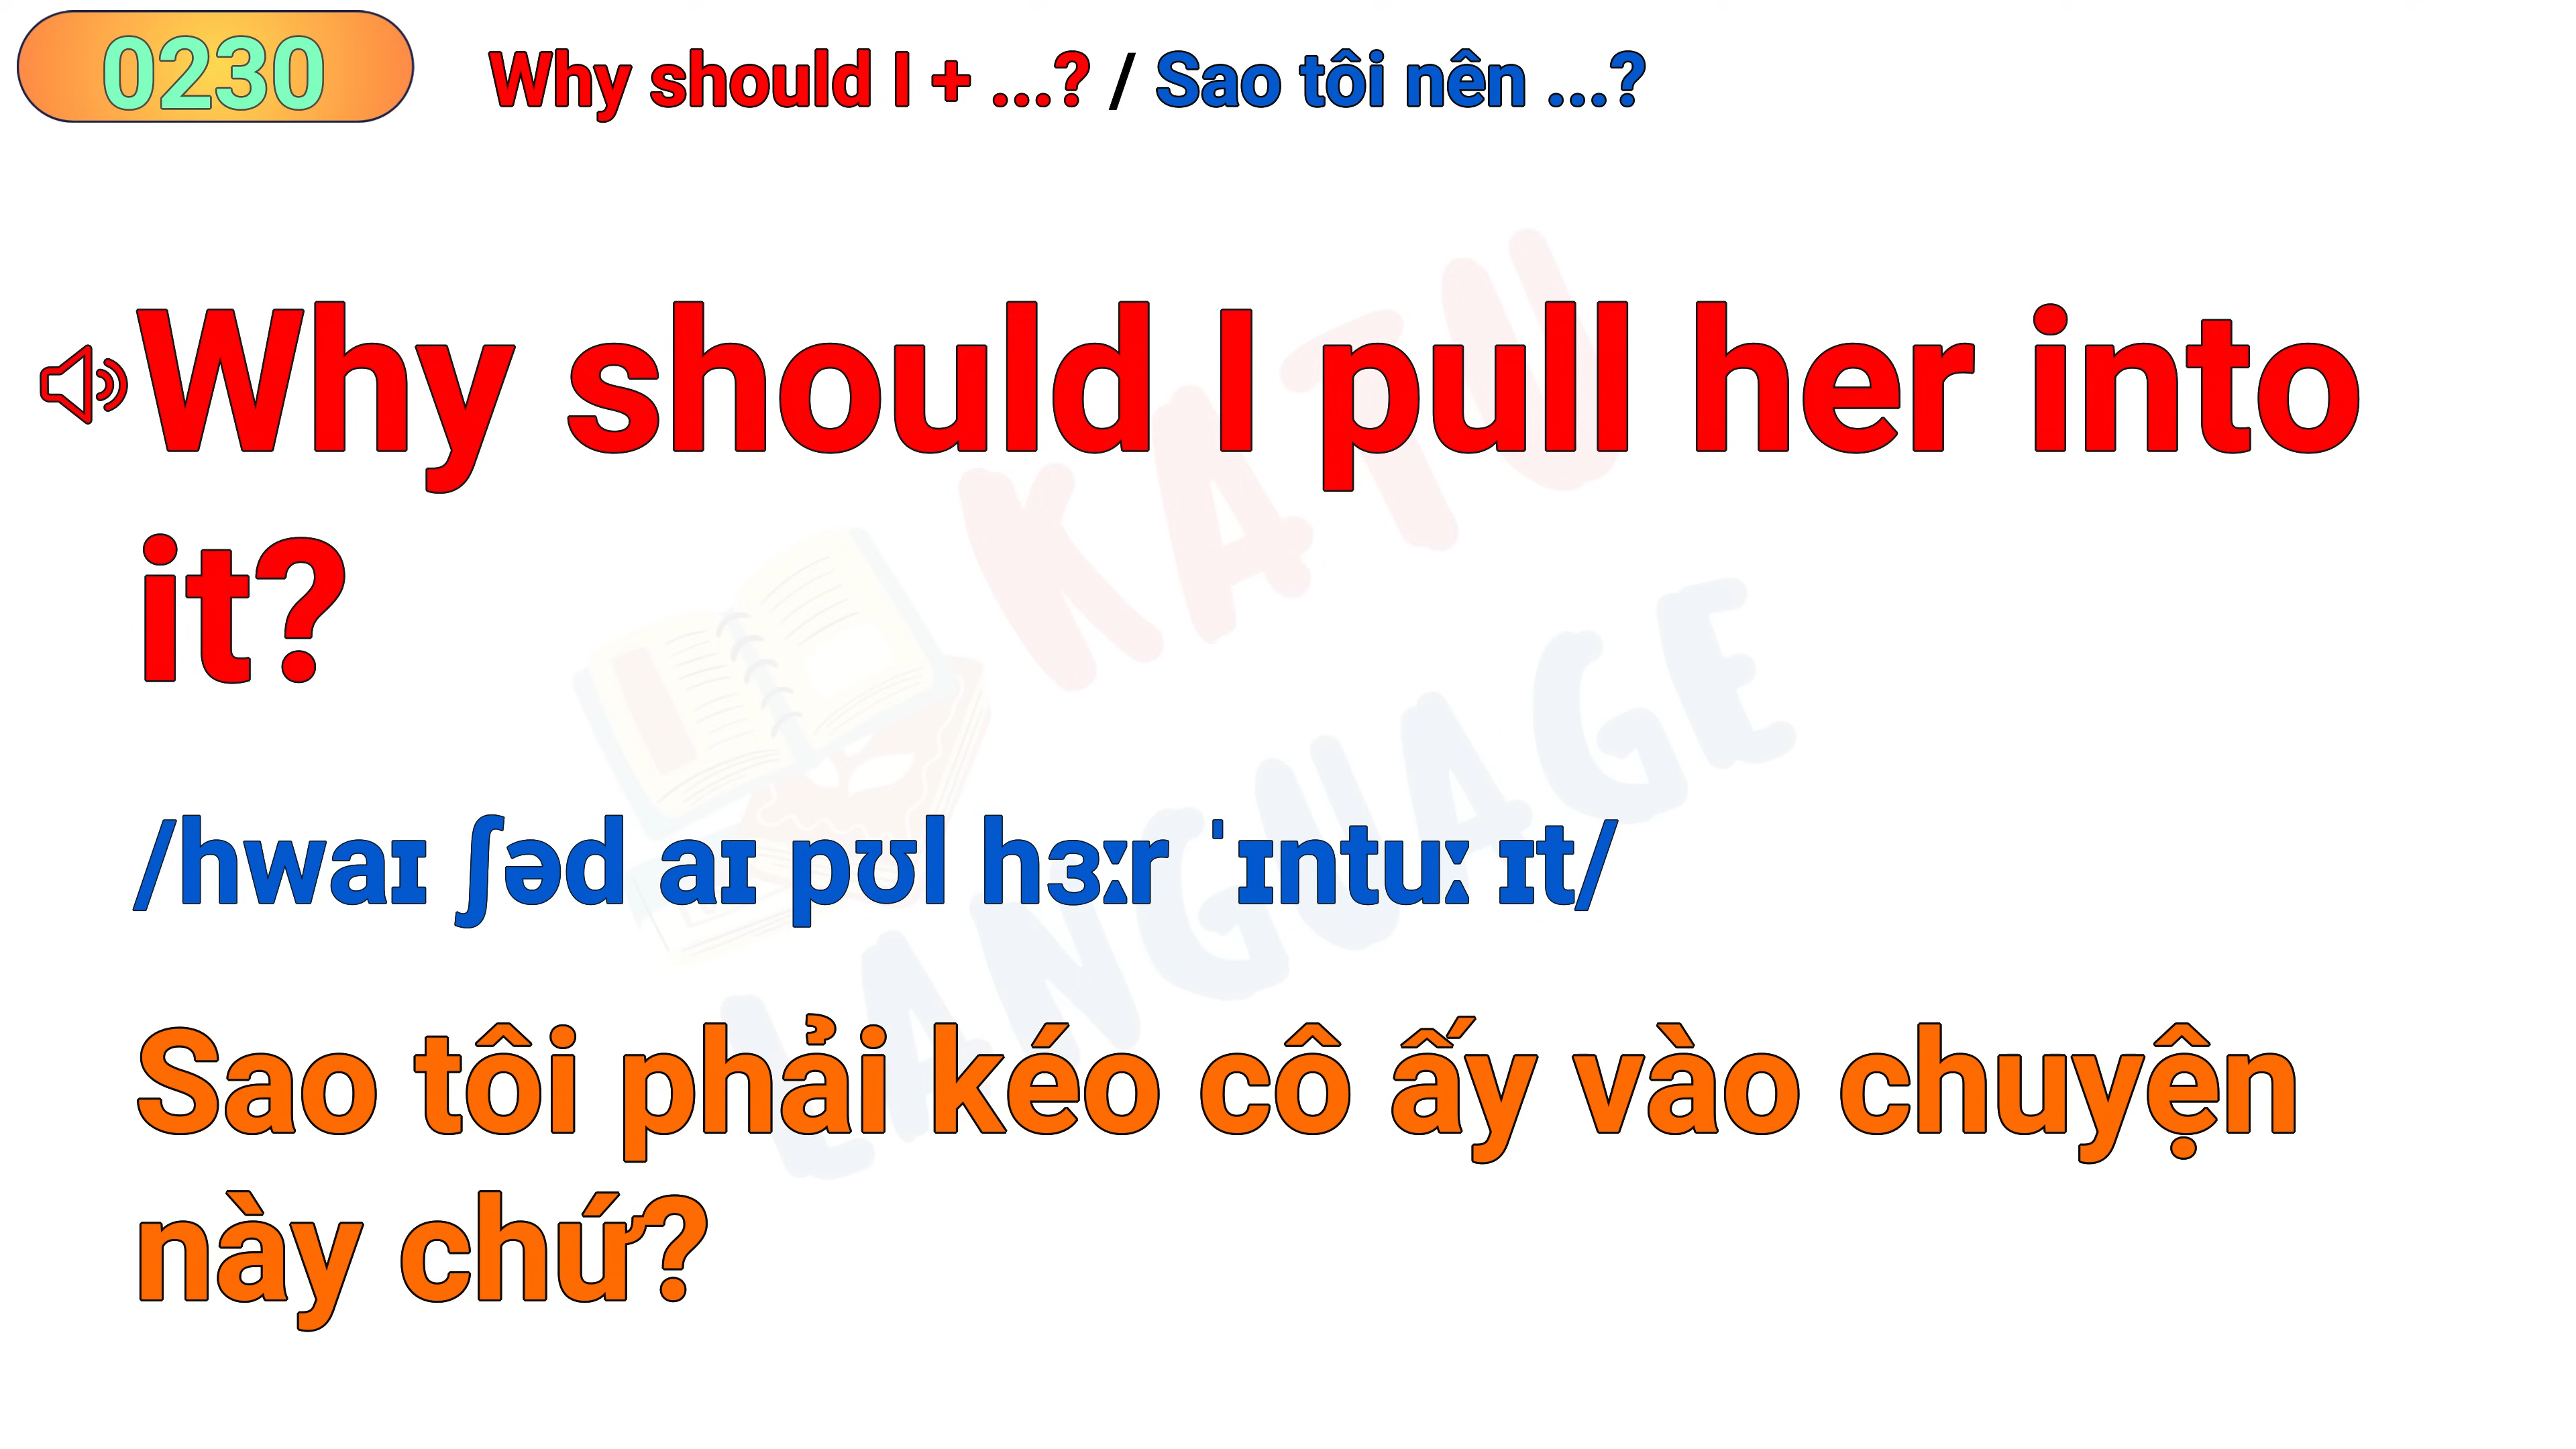 0230
Why should I + ...? / Sao tôi nên ...?
Why should I pull her into
it?
/hwaɪ ʃəd aɪ pʊl hɜːr ˈɪntuː ɪt/
Sao tôi phải kéo cô ấy vào chuyện
này chứ?
KATU
LANGUAGE